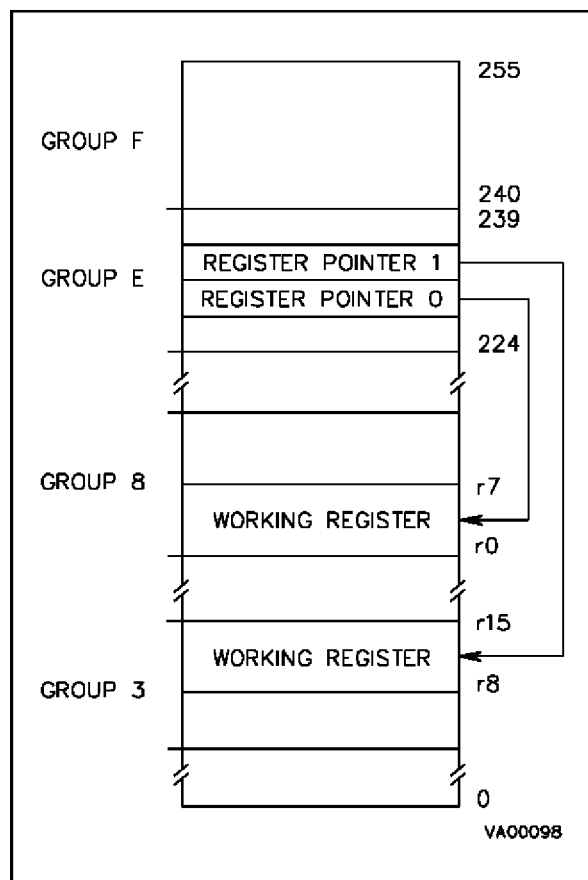 255
GROUP F
240
239
REGISTER POINTER 1
GROUP E
REGISTER POINTER 0
224
GROUP 8
r7
WORKING REGISTER
r0
r15
WORKING REGISTER
GROUP 3
r8
0
VA00098